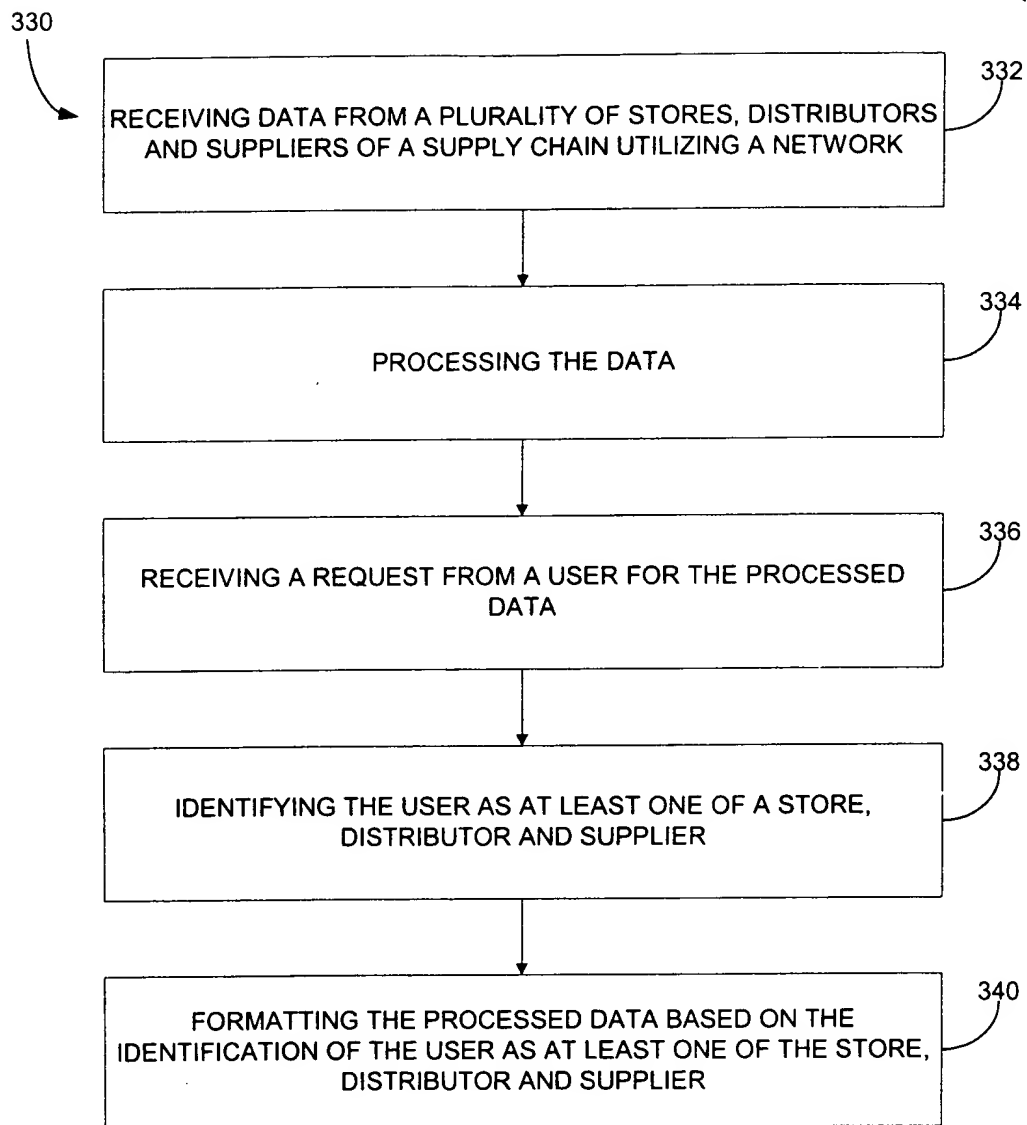 330
332
RECEIVING DATA FROM A PLURALITY OF STORES, DISTRIBUTORS
AND SUPPLIERS OF A SUPPLY CHAIN UTILIZING A NETWORK
334
PROCESSING THE DATA
336
RECEIVING A REQUEST FROM A USER FOR THE PROCESSED
DATA
338
IDENTIFYING THE USER AS AT LEAST ONE OF A STORE,
DISTRIBUTOR AND SUPPLIER
340
FORMATTING THE PROCESSED DATA BASED ON THE
IDENTIFICATION OF THE USER AS AT LEAST ONE OF THE STORE,
DISTRIBUTOR AND SUPPLIER